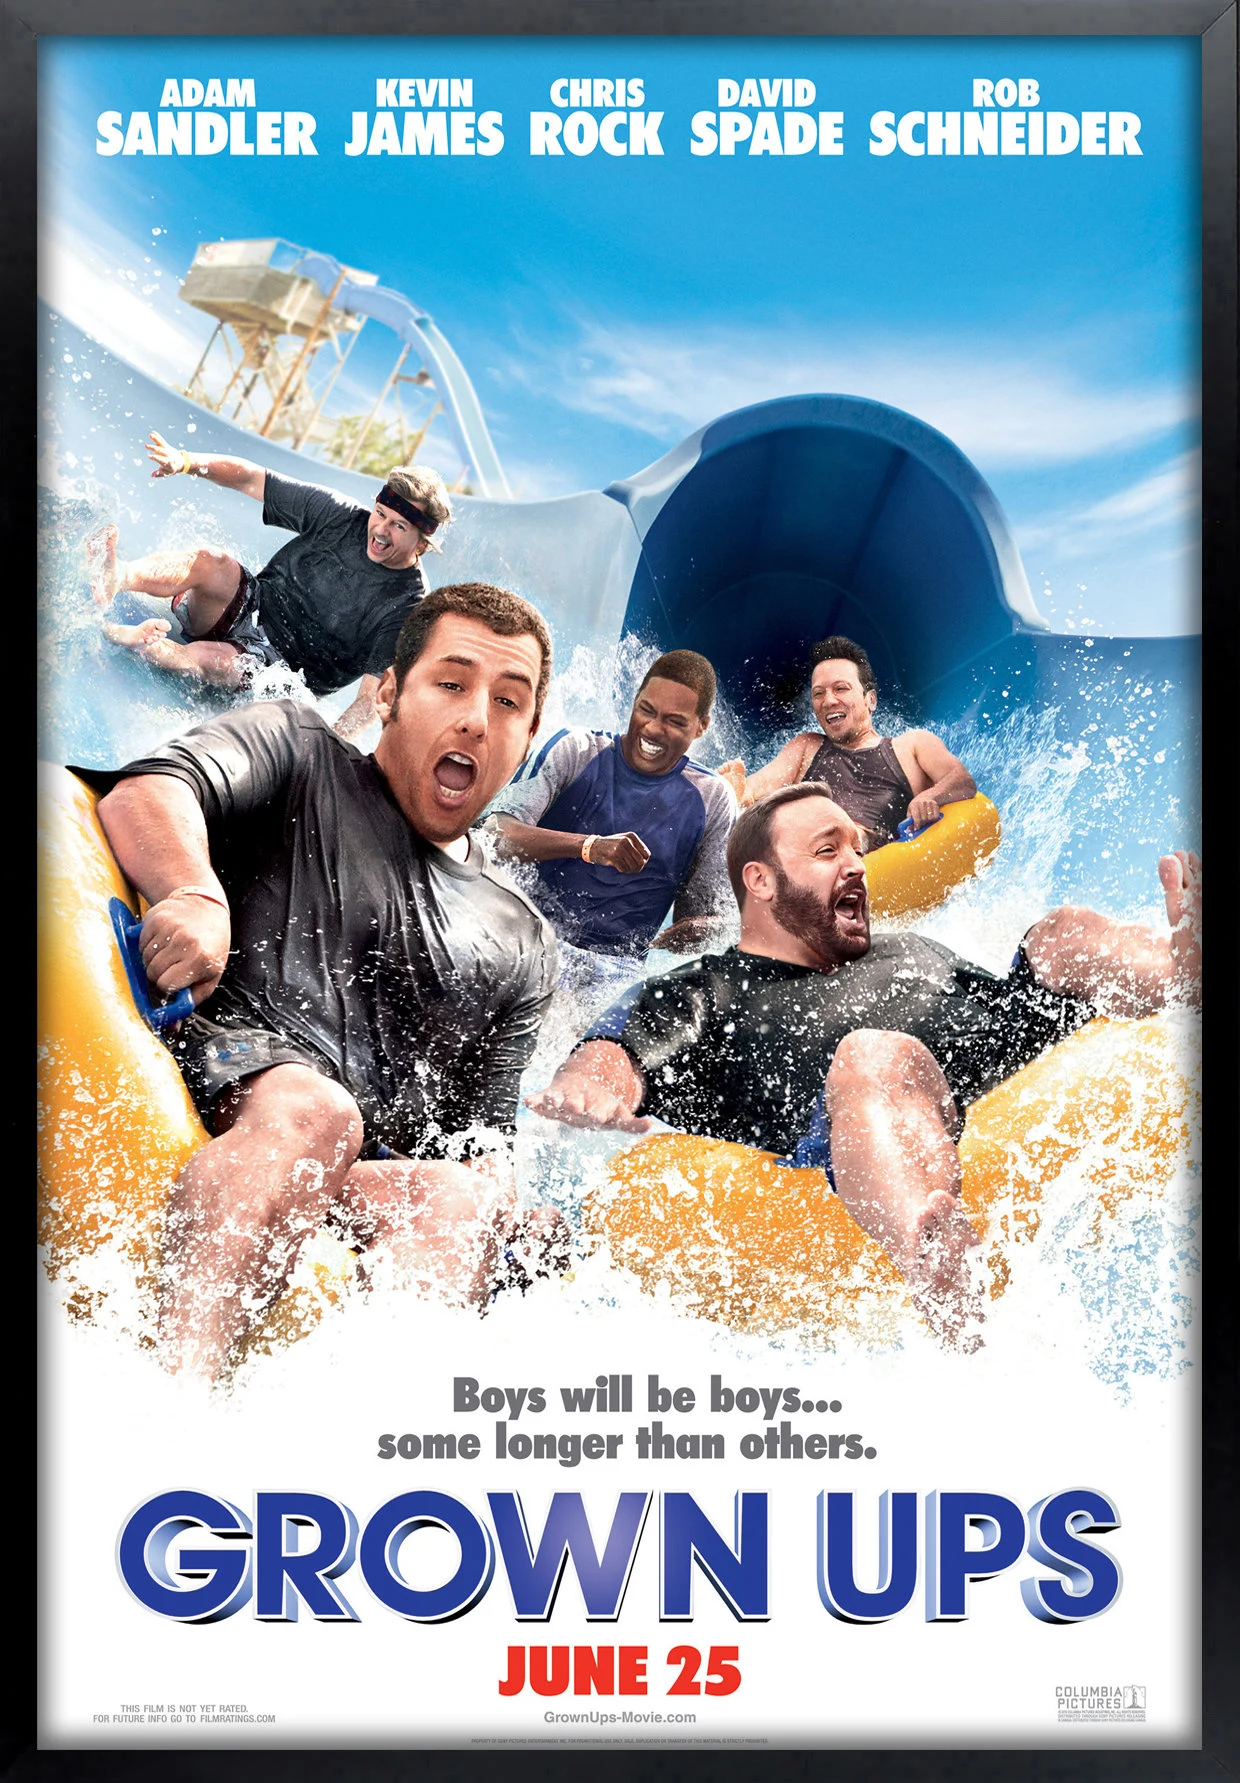 ADAM SANDLER
KEVIN JAMES
CHRIS ROCK
DAVID SPADE
ROB SCHNEIDER
Boys will be boys...
some longer than others.
GROWN UPS
JUNE 25
THIS FILM IS NOT YET RATED.
FOR FUTURE INFO GO TO FILMRATINGS.COM
GrownUps-Movie.com
COLUMBIA
PICTURES